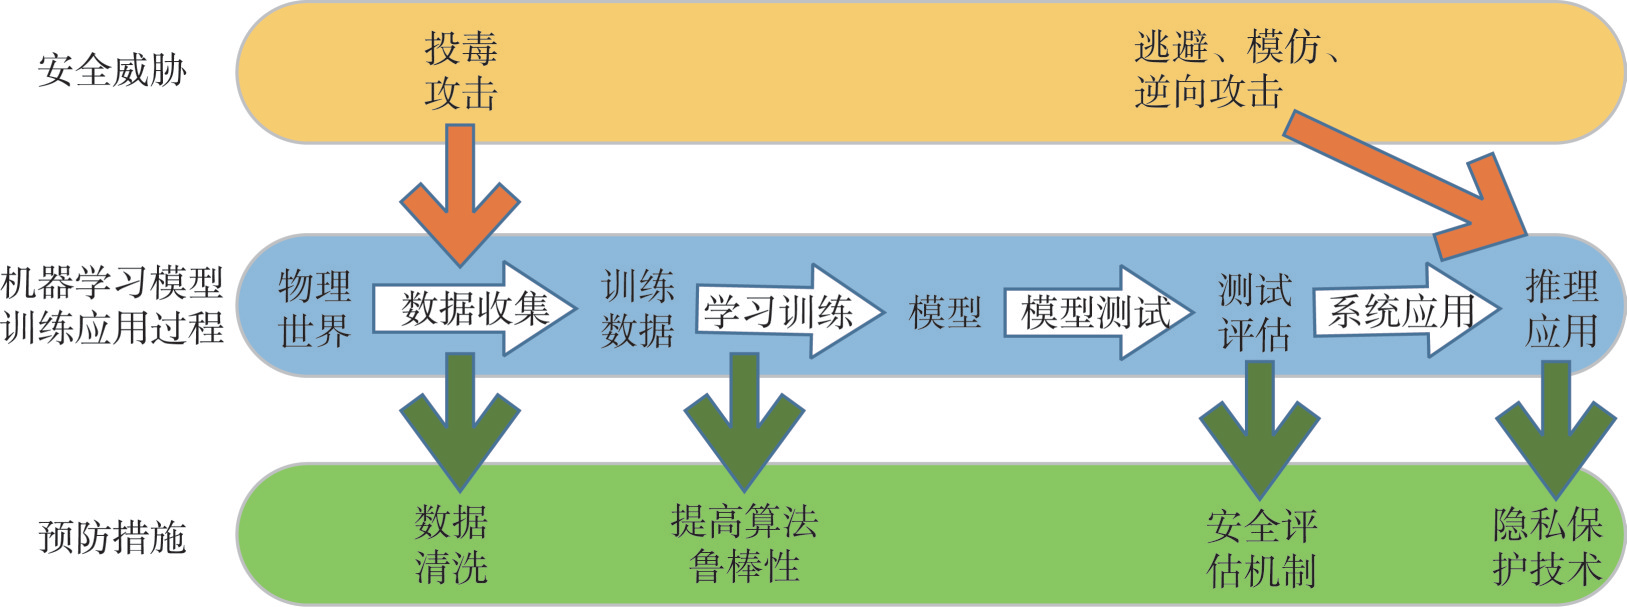 安全威胁
投毒
攻击
逃避、模仿、
逆向攻击
机器学习模型
训练应用过程
物理
世界
数据收集
训练
数据
学习训练
模型
模型测试
测试
评估
系统应用
推理
应用
预防措施
数据
清洗
提高算法
鲁棒性
安全评
估机制
隐私保
护技术